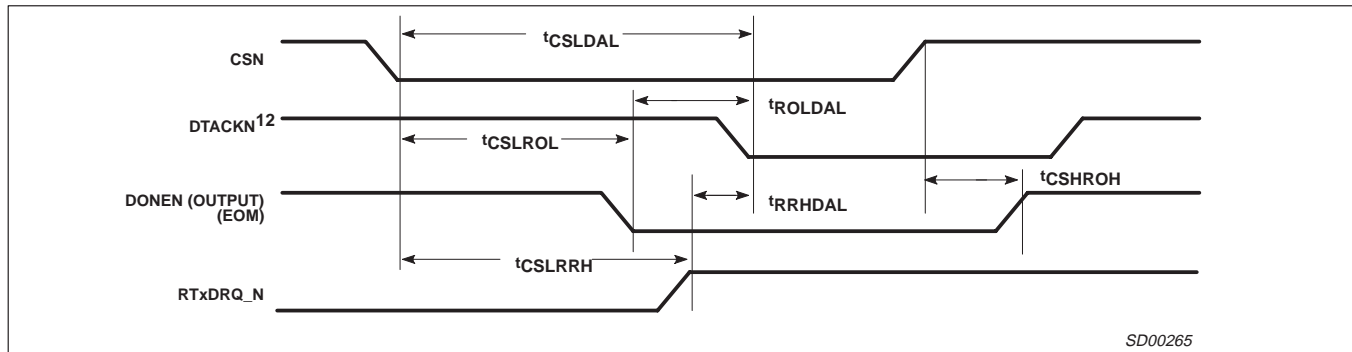 tCSLDAL
CSN
tROLDAL
DTACKN12
tCSLROL
tCSHROH
DONEN (OUTPUT)
(EOM)
tRRHDAL
tCSLRRH
RTxDRQ_N
SD00265